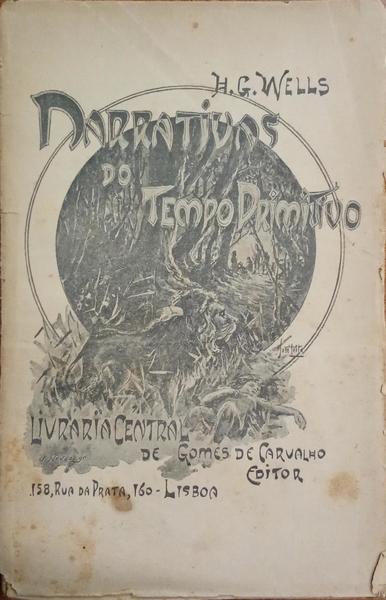 H. G. WELLS
NARRATIVAS
DO
TEMPO PRIMITIVO
LIVRARIA CENTRAL
DE GOMES DE CARVALHO
EDITOR
158, RUA DA PRATA, 160 - LISBOA